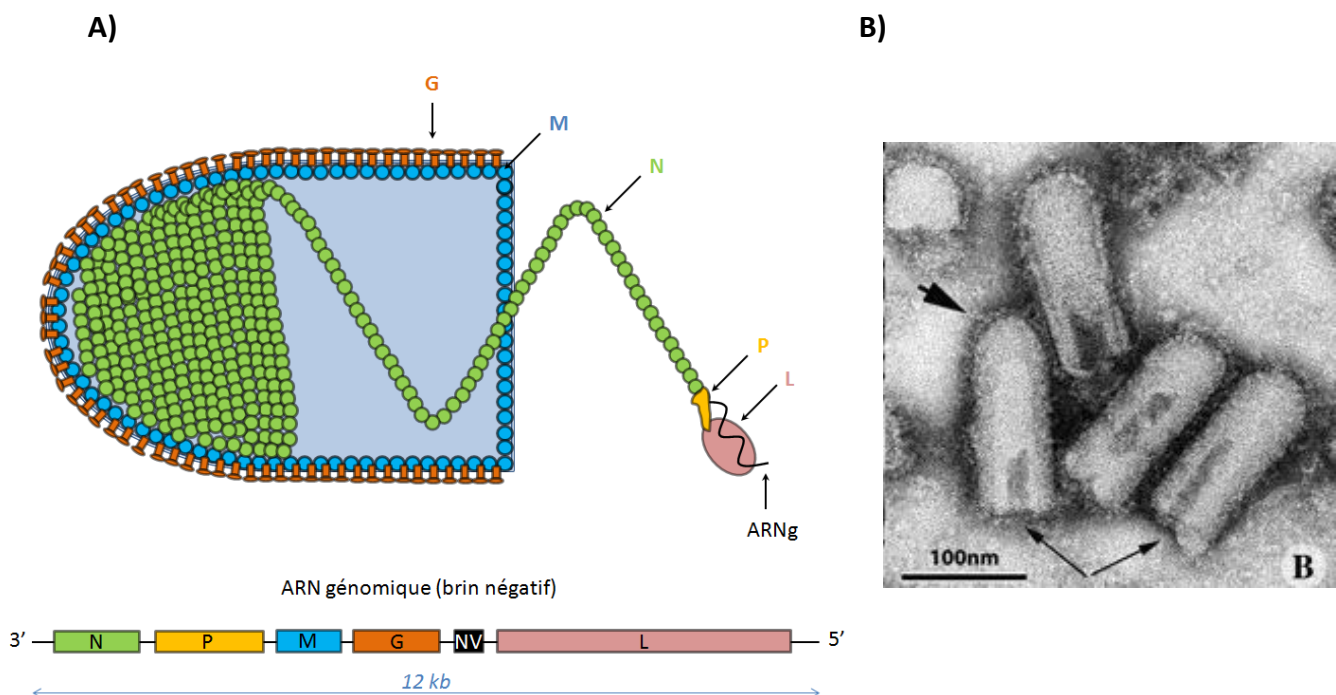 A)
B)
G
M
N
P
L
ARNg
100nm
B
ARN génomique (brin négatif)
3’ N P M G NV L 5’
12 kb